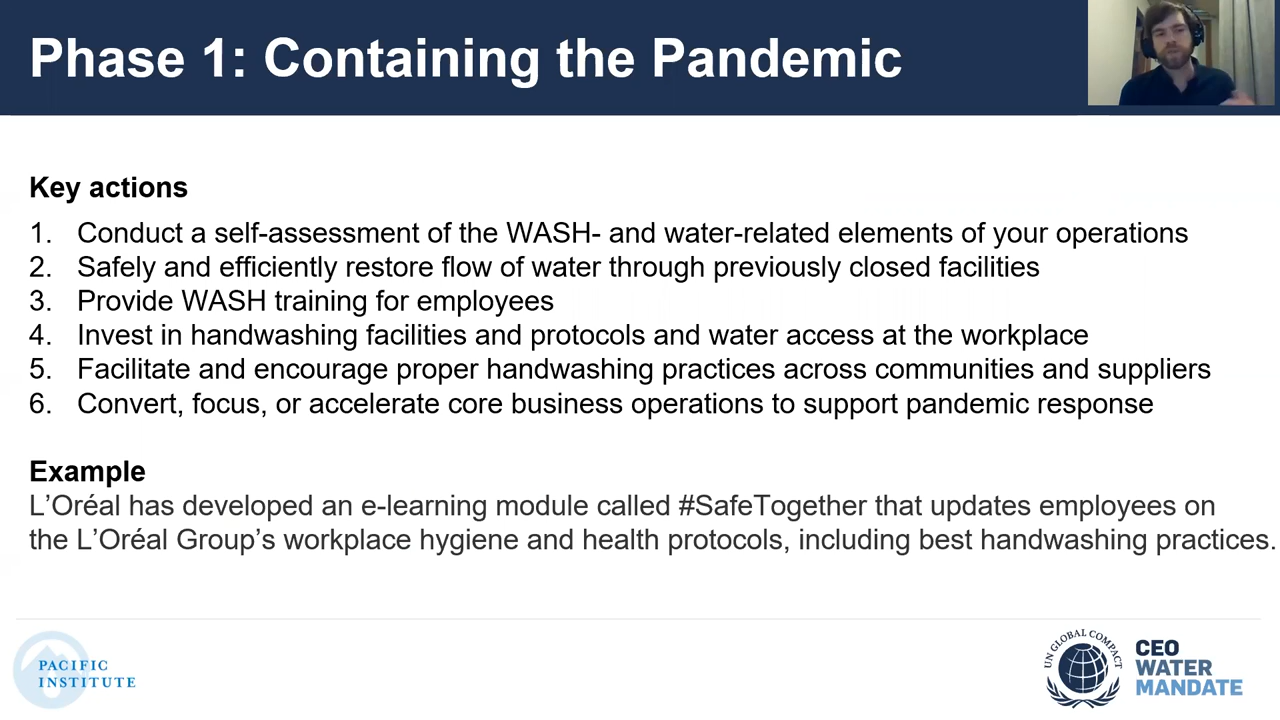 Phase 1: Containing the Pandemic
Key actions
1. Conduct a self-assessment of the WASH- and water-related elements of your operations
2. Safely and efficiently restore flow of water through previously closed facilities
3. Provide WASH training for employees
4. Invest in handwashing facilities and protocols and water access at the workplace
5. Facilitate and encourage proper handwashing practices across communities and suppliers
6. Convert, focus, or accelerate core business operations to support pandemic response
Example
L’Oréal has developed an e-learning module called #SafeTogether that updates employees on
the L’Oréal Group’s workplace hygiene and health protocols, including best handwashing practices.
PACIFIC
INSTITUTE
UN GLOBAL COMPACT
CEO
WATER
MANDATE